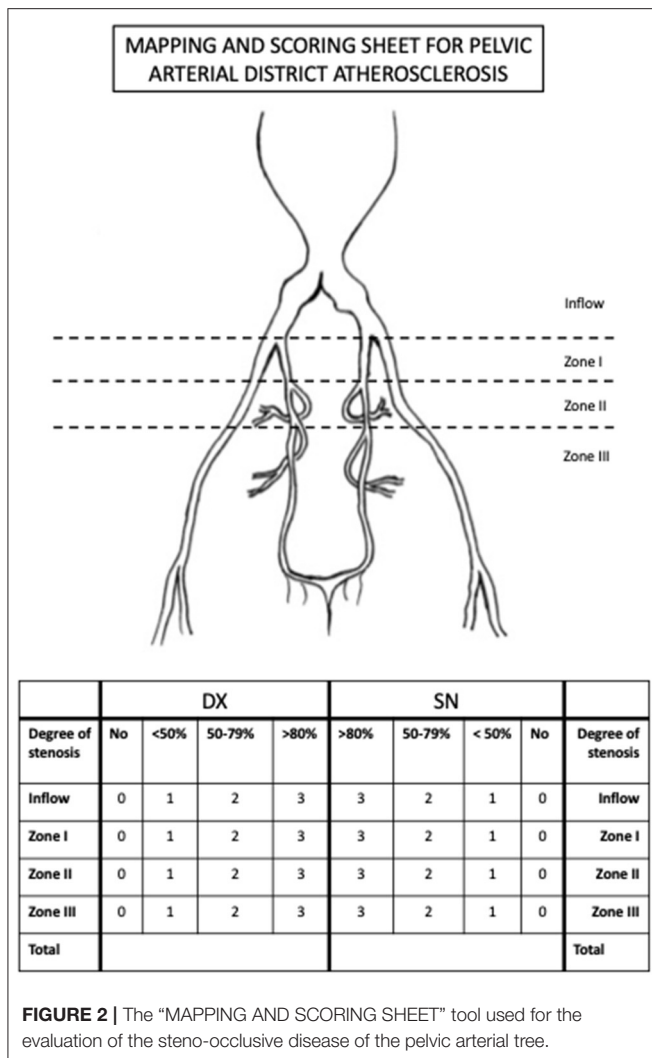 MAPPING AND SCORING SHEET FOR PELVIC
ARTERIAL DISTRICT ATHEROSCLEROSIS
Inflow
Zone I
Zone II
Zone III
DX SN
Degree of stenosis No <50% 50-79% >80% >80% 50-79% < 50% No Degree of stenosis
Inflow 0 1 2 3 3 2 1 0 Inflow
Zone I 0 1 2 3 3 2 1 0 Zone I
Zone II 0 1 2 3 3 2 1 0 Zone II
Zone III 0 1 2 3 3 2 1 0 Zone III
Total Total
FIGURE 2 | The “MAPPING AND SCORING SHEET” tool used for the
evaluation of the steno-occlusive disease of the pelvic arterial tree.